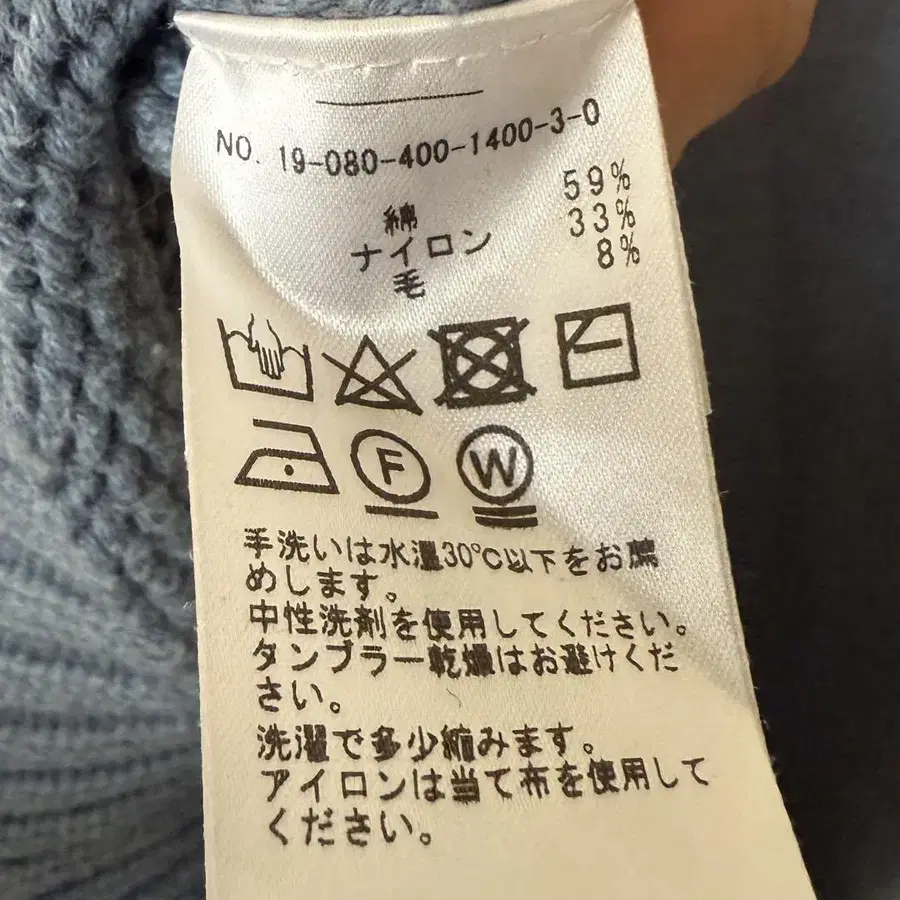 NO. 19-080-400-1400-3-0
綿 59%
ナイロン 33%
毛 8%
F W
手洗いは水温30℃以下をお薦
めします。
中性洗剤を使用してください。
タンブラー乾燥はお避けくだ
さい。
洗濯で多少縮みます。
アイロンは当て布を使用して
ください。